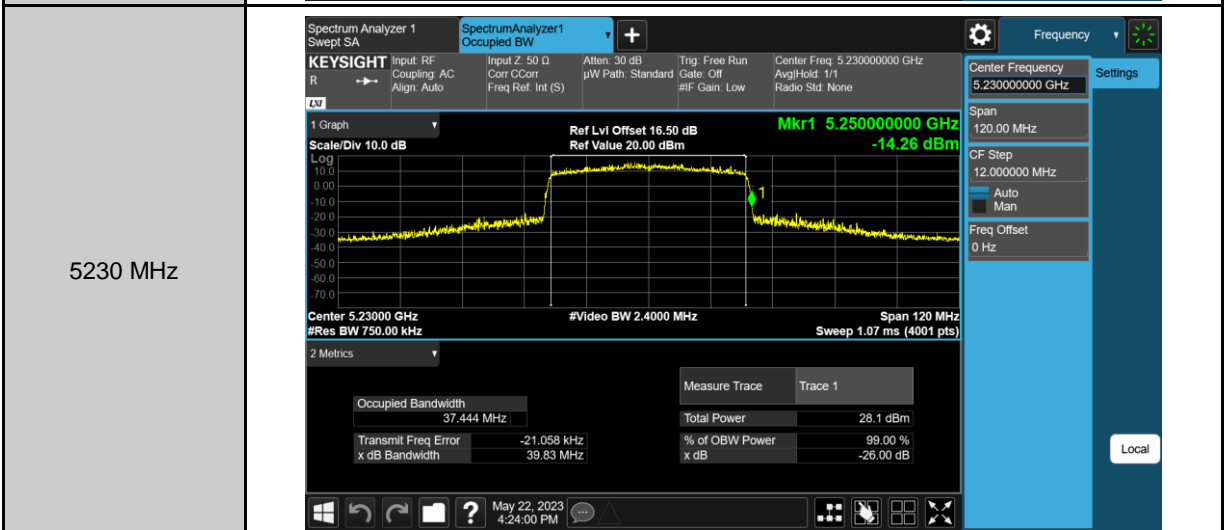 Spectrum Analyzer 1
Swept SA
SpectrumAnalyzer1
Occupied BW
Frequency
KEYSIGHT
R
LXI
Input: RF
Coupling: AC
Align: Auto
Input Z: 50 Ω
Corr CCorr
Freq Ref: Int (S)
Atten: 30 dB
µW Path: Standard
Trig: Free Run
Gate: Off
#IF Gain: Low
Center Freq: 5.230000000 GHz
Avg|Hold: 1/1
Radio Std: None
Center Frequency
5.230000000 GHz
Settings
Span
120.00 MHz
CF Step
12.000000 MHz
Auto
Man
Freq Offset
0 Hz
1 Graph
Scale/Div 10.0 dB
Ref Lvl Offset 16.50 dB
Ref Value 20.00 dBm
Mkr1 5.250000000 GHz
-14.26 dBm
Log
10.0
0.00
-10.0
-20.0
-30.0
-40.0
-50.0
-60.0
-70.0
1
5230 MHz
Center 5.23000 GHz
#Res BW 750.00 kHz
#Video BW 2.4000 MHz
Span 120 MHz
Sweep 1.07 ms (4001 pts)
2 Metrics
Measure Trace
Trace 1
Occupied Bandwidth
37.444 MHz
Total Power
28.1 dBm
Transmit Freq Error
-21.058 kHz
% of OBW Power
99.00 %
x dB Bandwidth
39.83 MHz
x dB
-26.00 dB
Local
?
May 22, 2023
4:24:00 PM